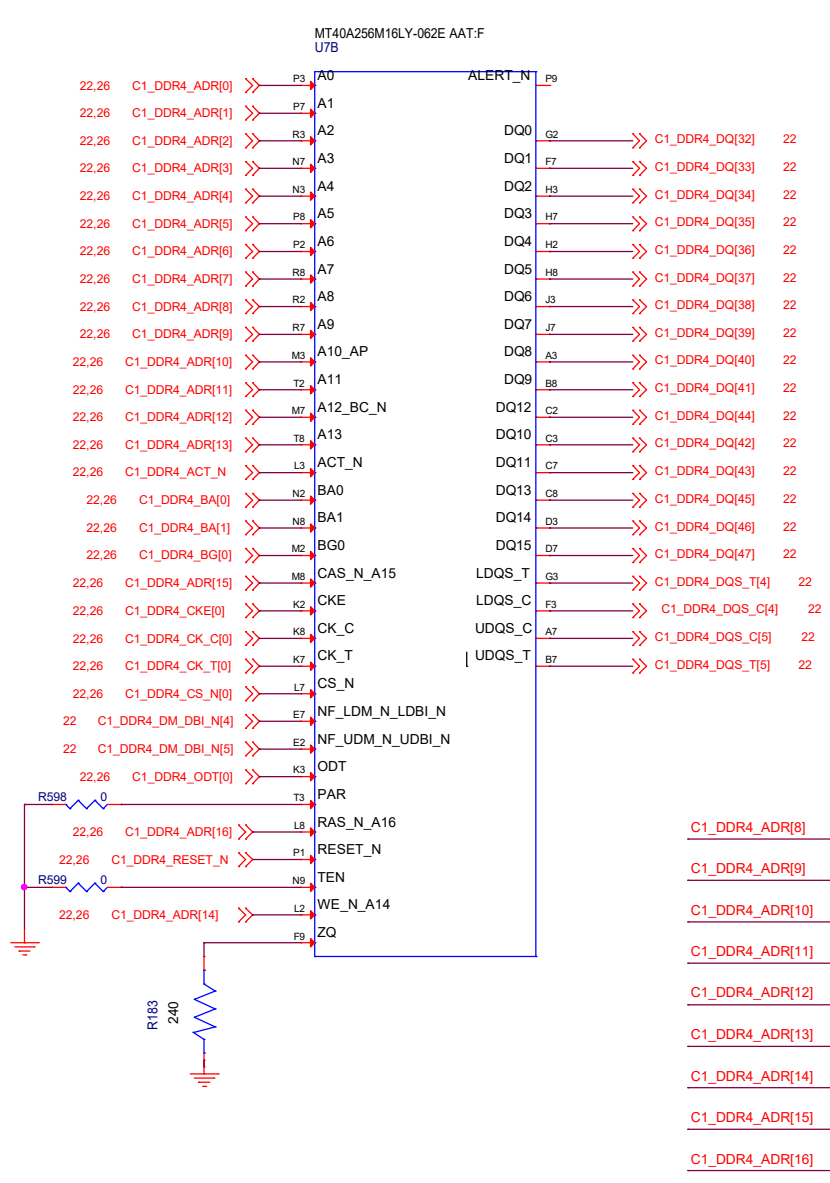 MT40A256M16LY-062E AAT:F
U7B
22,26 C1_DDR4_ADR[0] P3 A0 ALERT_N P9
22,26 C1_DDR4_ADR[1] P7 A1
22,26 C1_DDR4_ADR[2] R3 A2 DQ0 G2 C1_DDR4_DQ[32] 22
22,26 C1_DDR4_ADR[3] N7 A3 DQ1 F7 C1_DDR4_DQ[33] 22
22,26 C1_DDR4_ADR[4] N3 A4 DQ2 H3 C1_DDR4_DQ[34] 22
22,26 C1_DDR4_ADR[5] P8 A5 DQ3 H7 C1_DDR4_DQ[35] 22
22,26 C1_DDR4_ADR[6] P2 A6 DQ4 H2 C1_DDR4_DQ[36] 22
22,26 C1_DDR4_ADR[7] R8 A7 DQ5 H8 C1_DDR4_DQ[37] 22
22,26 C1_DDR4_ADR[8] R2 A8 DQ6 J3 C1_DDR4_DQ[38] 22
22,26 C1_DDR4_ADR[9] R7 A9 DQ7 J7 C1_DDR4_DQ[39] 22
22,26 C1_DDR4_ADR[10] M3 A10_AP DQ8 A3 C1_DDR4_DQ[40] 22
22,26 C1_DDR4_ADR[11] T2 A11 DQ9 B8 C1_DDR4_DQ[41] 22
22,26 C1_DDR4_ADR[12] M7 A12_BC_N DQ12 C2 C1_DDR4_DQ[44] 22
22,26 C1_DDR4_ADR[13] T8 A13 DQ10 C3 C1_DDR4_DQ[42] 22
22,26 C1_DDR4_ACT_N L3 ACT_N DQ11 C7 C1_DDR4_DQ[43] 22
22,26 C1_DDR4_BA[0] N2 BA0 DQ13 C8 C1_DDR4_DQ[45] 22
22,26 C1_DDR4_BA[1] N8 BA1 DQ14 D3 C1_DDR4_DQ[46] 22
22,26 C1_DDR4_BG[0] M2 BG0 DQ15 D7 C1_DDR4_DQ[47] 22
22,26 C1_DDR4_ADR[15] M8 CAS_N_A15 LDQS_T G3 C1_DDR4_DQS_T[4] 22
22,26 C1_DDR4_CKE[0] K2 CKE LDQS_C F3 C1_DDR4_DQS_C[4] 22
22,26 C1_DDR4_CK_C[0] K8 CK_C UDQS_C A7 C1_DDR4_DQS_C[5] 22
22,26 C1_DDR4_CK_T[0] K7 CK_T UDQS_T B7 C1_DDR4_DQS_T[5] 22
22,26 C1_DDR4_CS_N[0] L7 CS_N
22 C1_DDR4_DM_DBI_N[4] E7 NF_LDM_N_LDBI_N
22 C1_DDR4_DM_DBI_N[5] E2 NF_UDM_N_UDBI_N
22,26 C1_DDR4_ODT[0] K3 ODT
R598 0 T3 PAR
22,26 C1_DDR4_ADR[16] L8 RAS_N_A16
22,26 C1_DDR4_RESET_N P1 RESET_N
R599 0 N9 TEN
22,26 C1_DDR4_ADR[14] L2 WE_N_A14
F9 ZQ
R183
240
C1_DDR4_ADR[8]
C1_DDR4_ADR[9]
C1_DDR4_ADR[10]
C1_DDR4_ADR[11]
C1_DDR4_ADR[12]
C1_DDR4_ADR[13]
C1_DDR4_ADR[14]
C1_DDR4_ADR[15]
C1_DDR4_ADR[16]